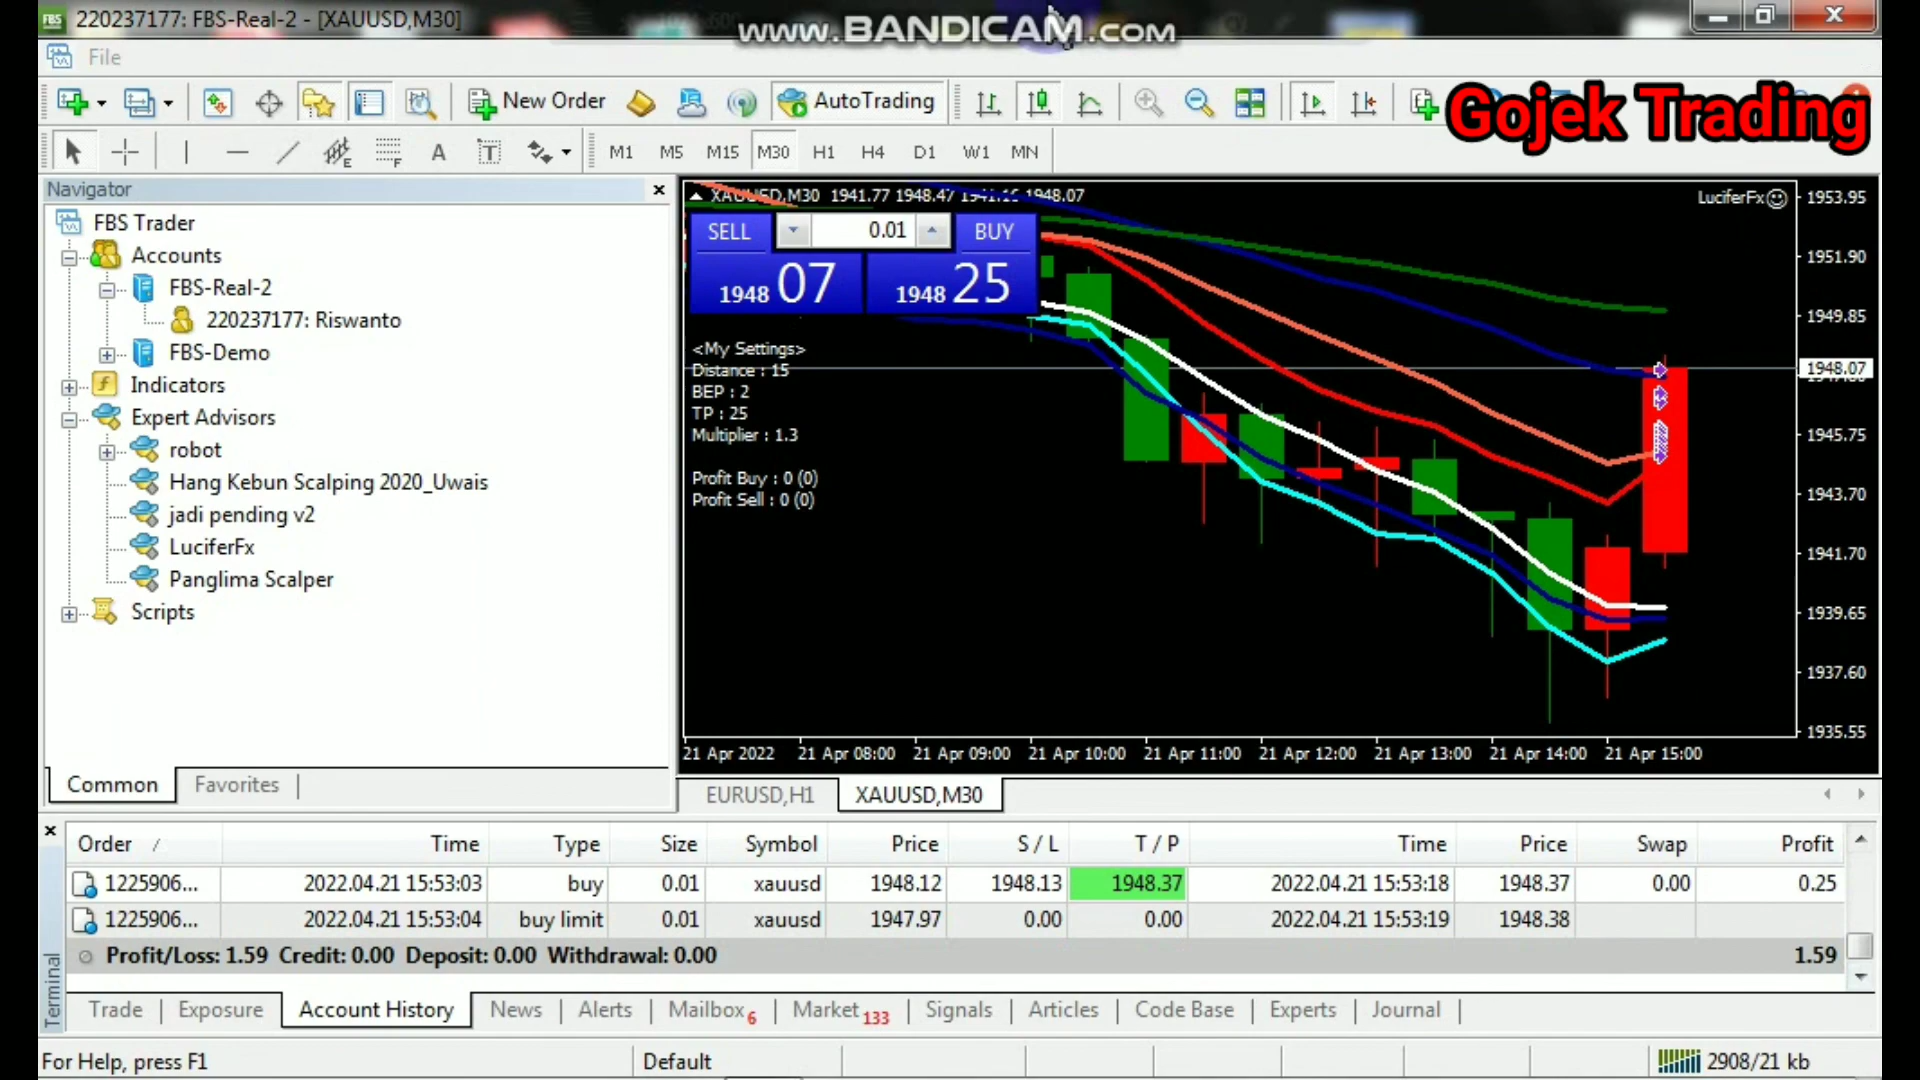 220237177: FBS-Real-2 - [XAUUSD,M30]
www.BANDICAM.com
File
New Order
AutoTrading
Gojek Trading
M1 M5 M15 M30 H1 H4 D1 W1 MN
Navigator
FBS Trader
Accounts
FBS-Real-2
220237177: Riswanto
FBS-Demo
Indicators
Expert Advisors
robot
Hang Kebun Scalping 2020_Uwais
jadi pending v2
LuciferFx
Panglima Scalper
Scripts
Common Favorites
XAUUSD,M30 1941.77 1948.47 1941.16 1948.07
LuciferFx
SELL 0.01 BUY
1948 07 1948 25
<My Settings>
Distance : 15
BEP : 2
TP : 25
Multiplier : 1.3
Profit Buy : 0 (0)
Profit Sell : 0 (0)
1953.95
1951.90
1949.85
1948.07
1945.75
1943.70
1941.70
1939.65
1937.60
1935.55
21 Apr 2022 21 Apr 08:00 21 Apr 09:00 21 Apr 10:00 21 Apr 11:00 21 Apr 12:00 21 Apr 13:00 21 Apr 14:00 21 Apr 15:00
EURUSD,H1 XAUUSD,M30
Order / Time Type Size Symbol Price S / L T / P Time Price Swap Profit
1225906... 2022.04.21 15:53:03 buy 0.01 xauusd 1948.12 1948.13 1948.37 2022.04.21 15:53:18 1948.37 0.00 0.25
1225906... 2022.04.21 15:53:04 buy limit 0.01 xauusd 1947.97 0.00 0.00 2022.04.21 15:53:19 1948.38
Profit/Loss: 1.59 Credit: 0.00 Deposit: 0.00 Withdrawal: 0.00 1.59
Terminal
Trade Exposure Account History News Alerts Mailbox 6 Market 133 Signals Articles Code Base Experts Journal
For Help, press F1 Default 2908/21 kb